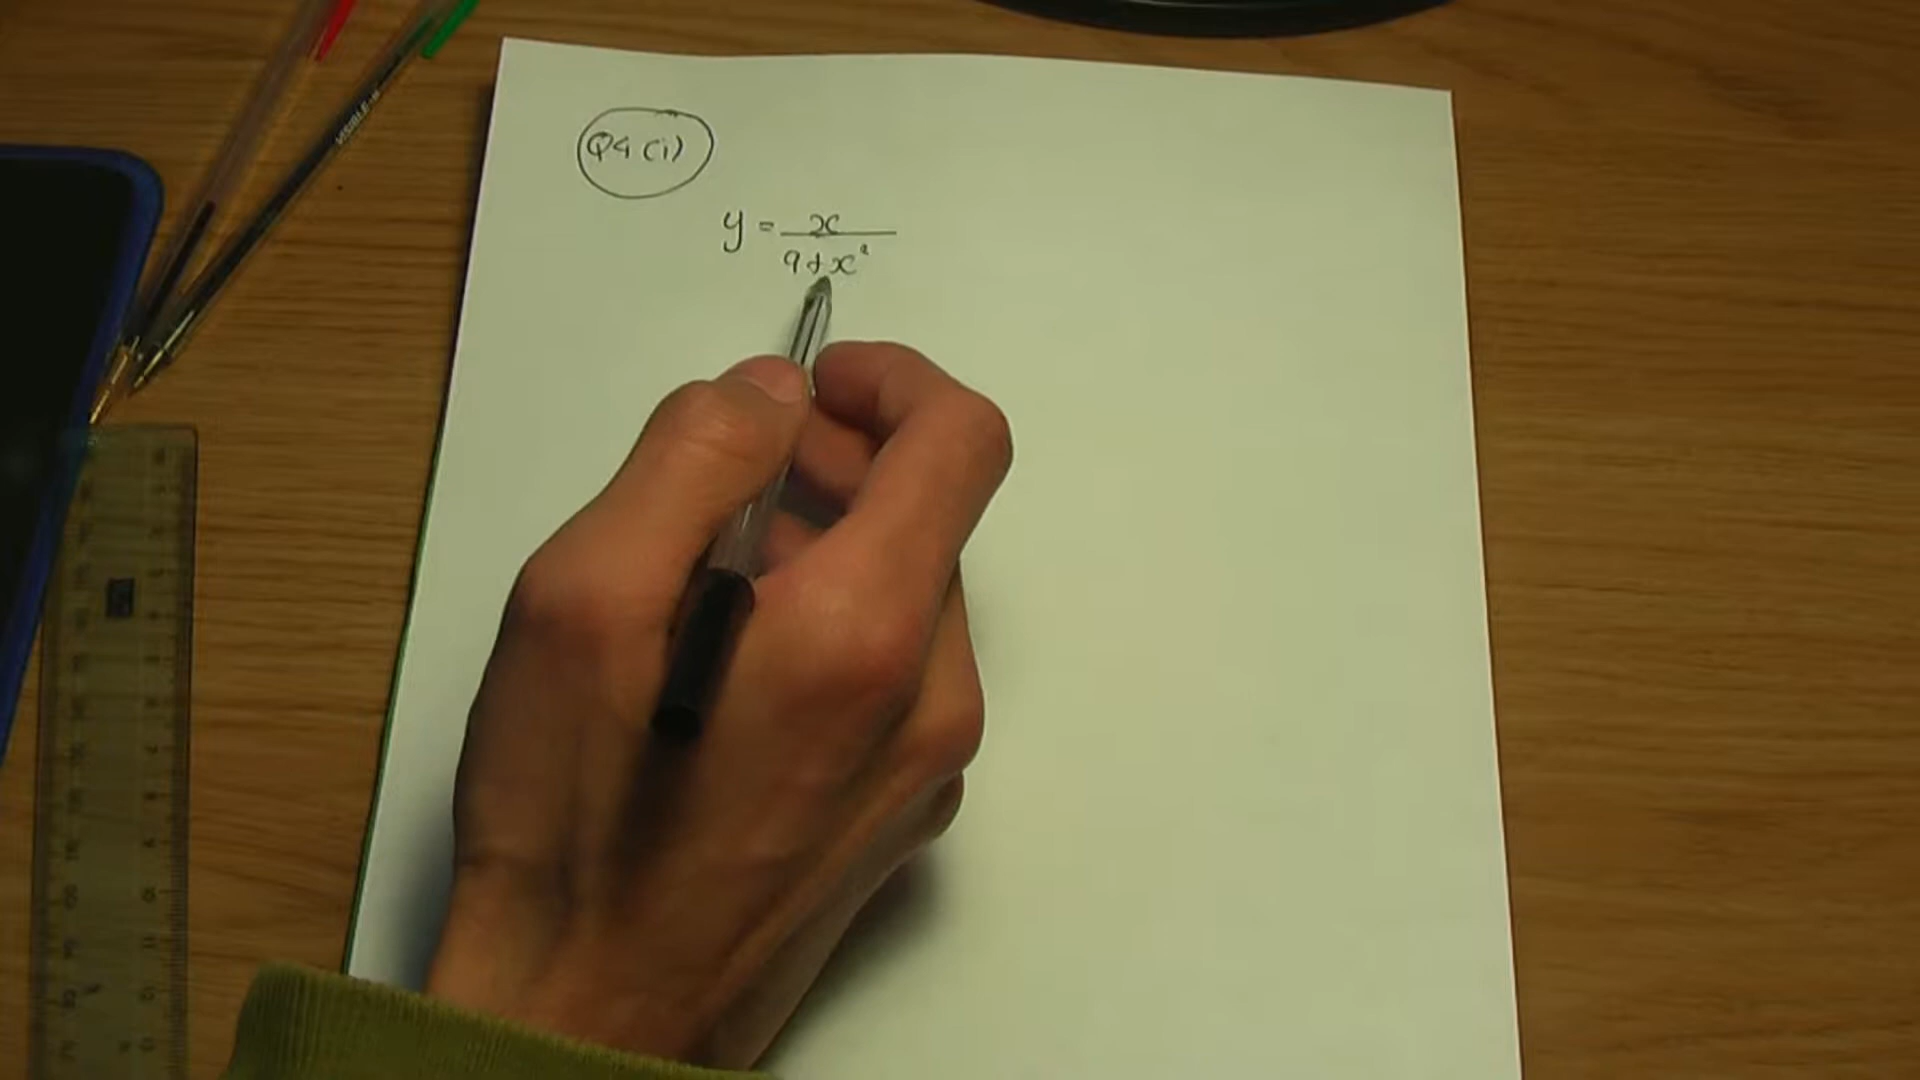 Q4 (i)
y = x / 9 + x²